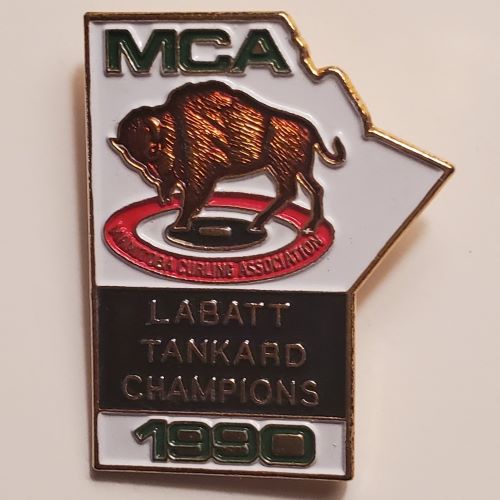 MCA
MANITOBA CURLING ASSOCIATION
LABATT
TANKARD
CHAMPIONS
1990